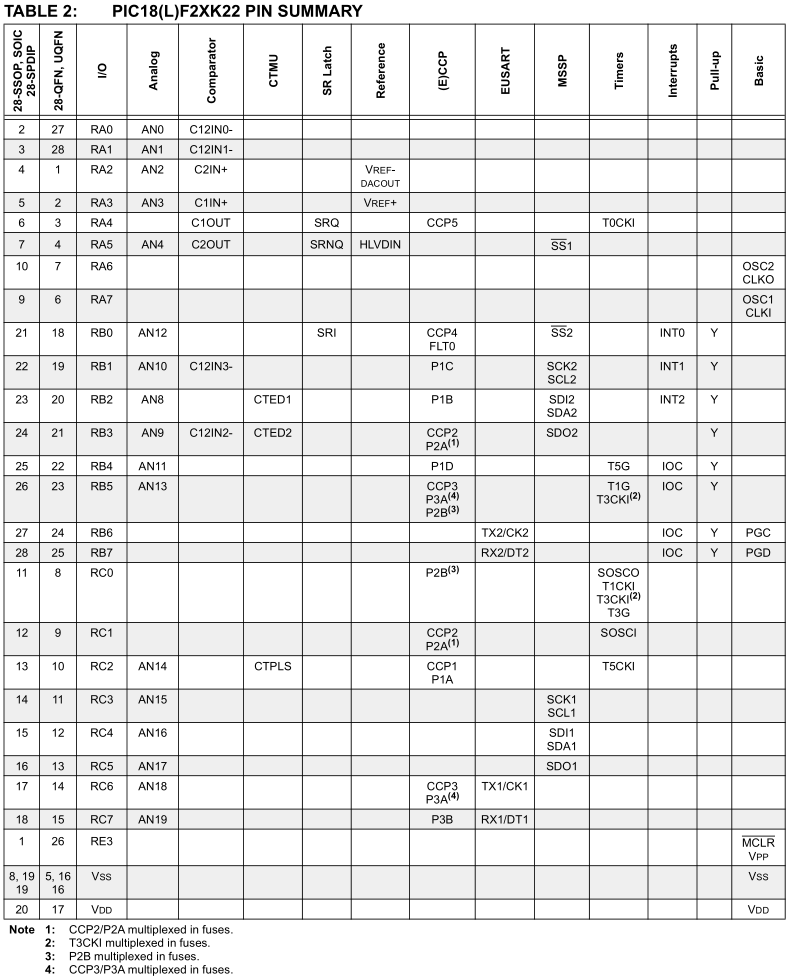 TABLE 2: PIC18(L)F2XK22 PIN SUMMARY
28-SSOP, SOIC 28-SPDIP 28-QFN, UQFN I/O Analog Comparator CTMU SR Latch Reference (E)CCP EUSART MSSP Timers Interrupts Pull-up Basic
2 27 RA0 AN0 C12IN0-
3 28 RA1 AN1 C12IN1-
4 1 RA2 AN2 C2IN+ VREF-
DACOUT
5 2 RA3 AN3 C1IN+ VREF+
6 3 RA4 C1OUT SRQ CCP5 T0CKI
7 4 RA5 AN4 C2OUT SRNQ HLVDIN SS1
10 7 RA6 OSC2
CLKO
9 6 RA7 OSC1
CLKI
21 18 RB0 AN12 SRI CCP4 SS2 INT0 Y
FLT0
22 19 RB1 AN10 C12IN3- P1C SCK2 INT1 Y
SCL2
23 20 RB2 AN8 CTED1 P1B SDI2 INT2 Y
SDA2
24 21 RB3 AN9 C12IN2- CTED2 CCP2 SDO2 Y
P2A(1)
25 22 RB4 AN11 P1D T5G IOC Y
26 23 RB5 AN13 CCP3 T1G IOC Y
P3A(4) T3CKI(2)
P2B(3)
27 24 RB6 TX2/CK2 IOC Y PGC
28 25 RB7 RX2/DT2 IOC Y PGD
11 8 RC0 P2B(3) SOSCO
T1CKI
T3CKI(2)
T3G
12 9 RC1 CCP2 SOSCI
P2A(1)
13 10 RC2 AN14 CTPLS CCP1 T5CKI
P1A
14 11 RC3 AN15 SCK1
SCL1
15 12 RC4 AN16 SDI1
SDA1
16 13 RC5 AN17 SDO1
17 14 RC6 AN18 CCP3 TX1/CK1
P3A(4)
18 15 RC7 AN19 P3B RX1/DT1
1 26 RE3 MCLR
VPP
8, 19 5, 16 VSS VSS
19 16
20 17 VDD VDD
Note 1: CCP2/P2A multiplexed in fuses.
2: T3CKI multiplexed in fuses.
3: P2B multiplexed in fuses.
4: CCP3/P3A multiplexed in fuses.